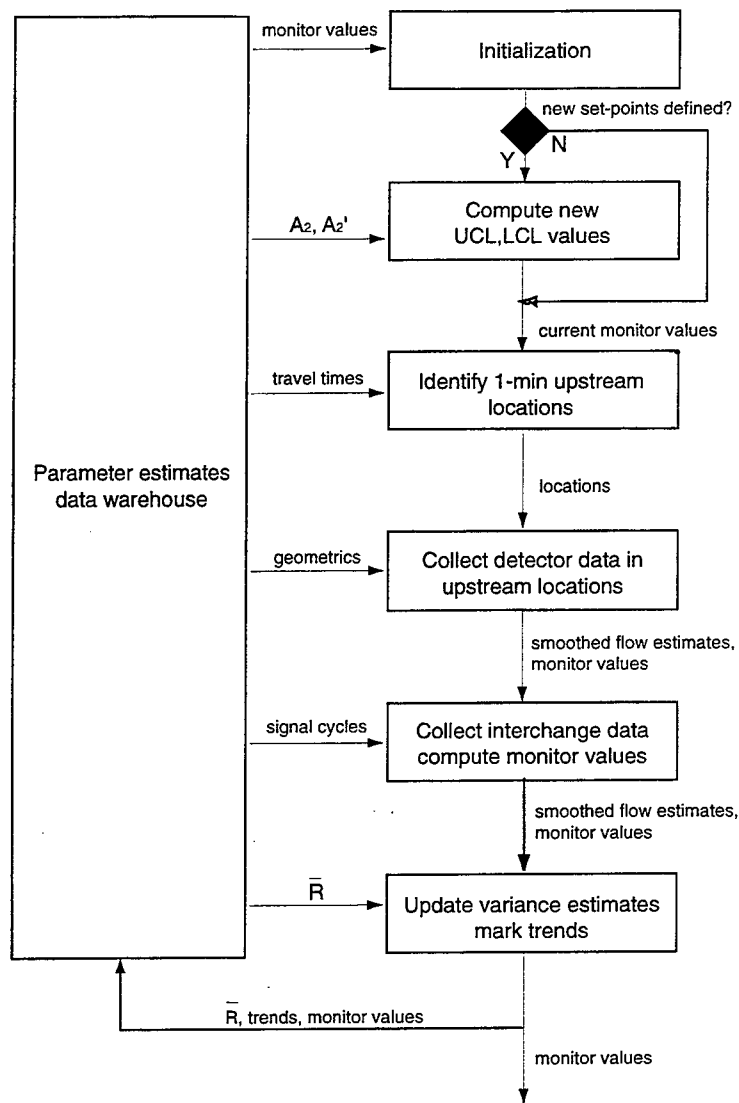 monitor values
Initialization
new set-points defined?
N
Y
A2, A2'
Compute new
UCL,LCL values
current monitor values
travel times
Identify 1-min upstream
locations
Parameter estimates
data warehouse
locations
geometrics
Collect detector data in
upstream locations
smoothed flow estimates,
monitor values
signal cycles
Collect interchange data
compute monitor values
smoothed flow estimates,
monitor values
R̅
Update variance estimates
mark trends
R̅, trends, monitor values
monitor values